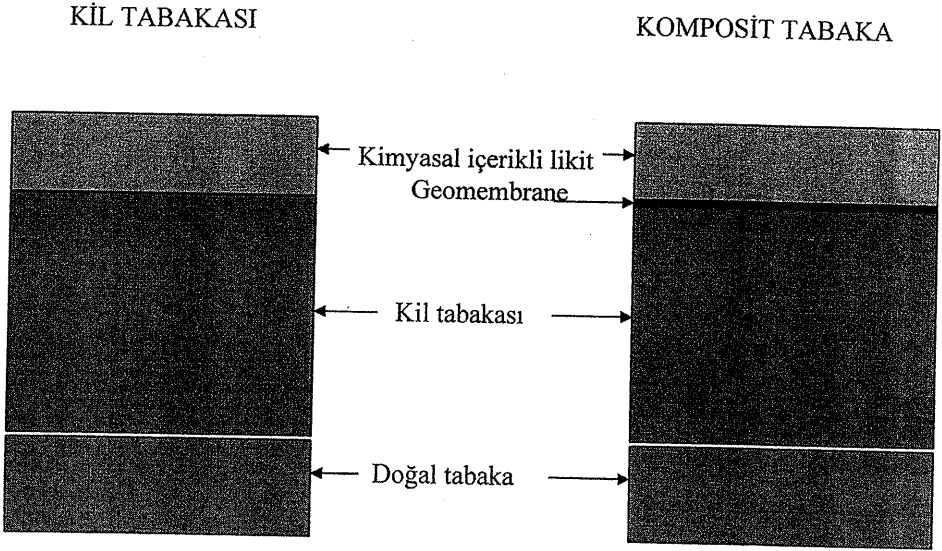 KİL TABAKASI
KOMPOSİT TABAKA
Kimyasal içerikli likit
Geomembrane
Kil tabakası
Doğal tabaka